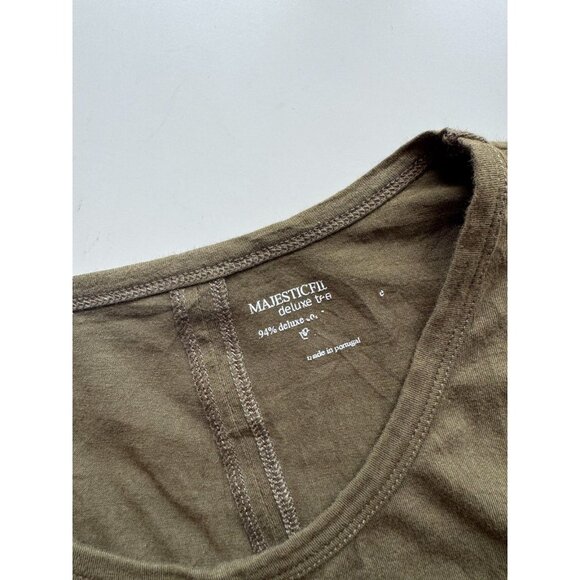 MAJESTICFIL
deluxe
94% deluxe
made in portugal